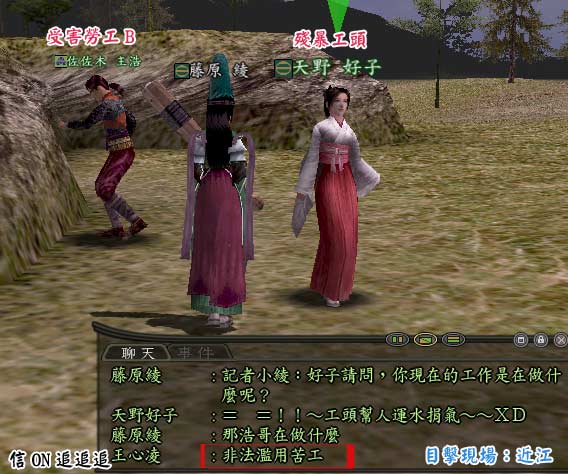 受害勞工B
殘暴工頭
佐佐木 主浩
藤原 綾
天野 好子
聊天
事件
藤原綾 :記者小綾:好子請問,你現在的工作是在做什
麼呢?
天野好子 := =!!~工頭幫人運水捐氣~~XD
藤原綾 :那浩哥在做什麼
王心凌 :非法濫用苦工
信 ON 追追追
目擊現場:近江